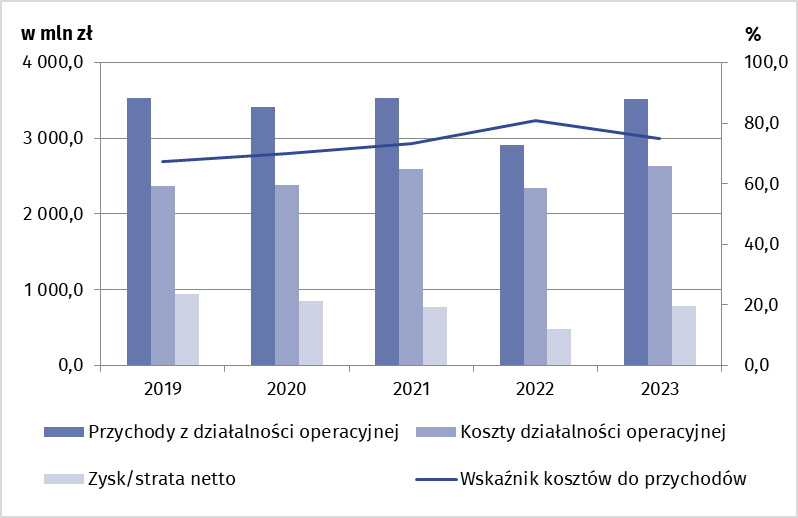 w mln zł %
4 000,0 100,0
3 000,0 80,0
2 000,0 60,0
1 000,0 40,0
0,0 20,0
0,0
2019 2020 2021 2022 2023
Przychody z działalności operacyjnej Koszty działalności operacyjnej
Zysk/strata netto Wskaźnik kosztów do przychodów